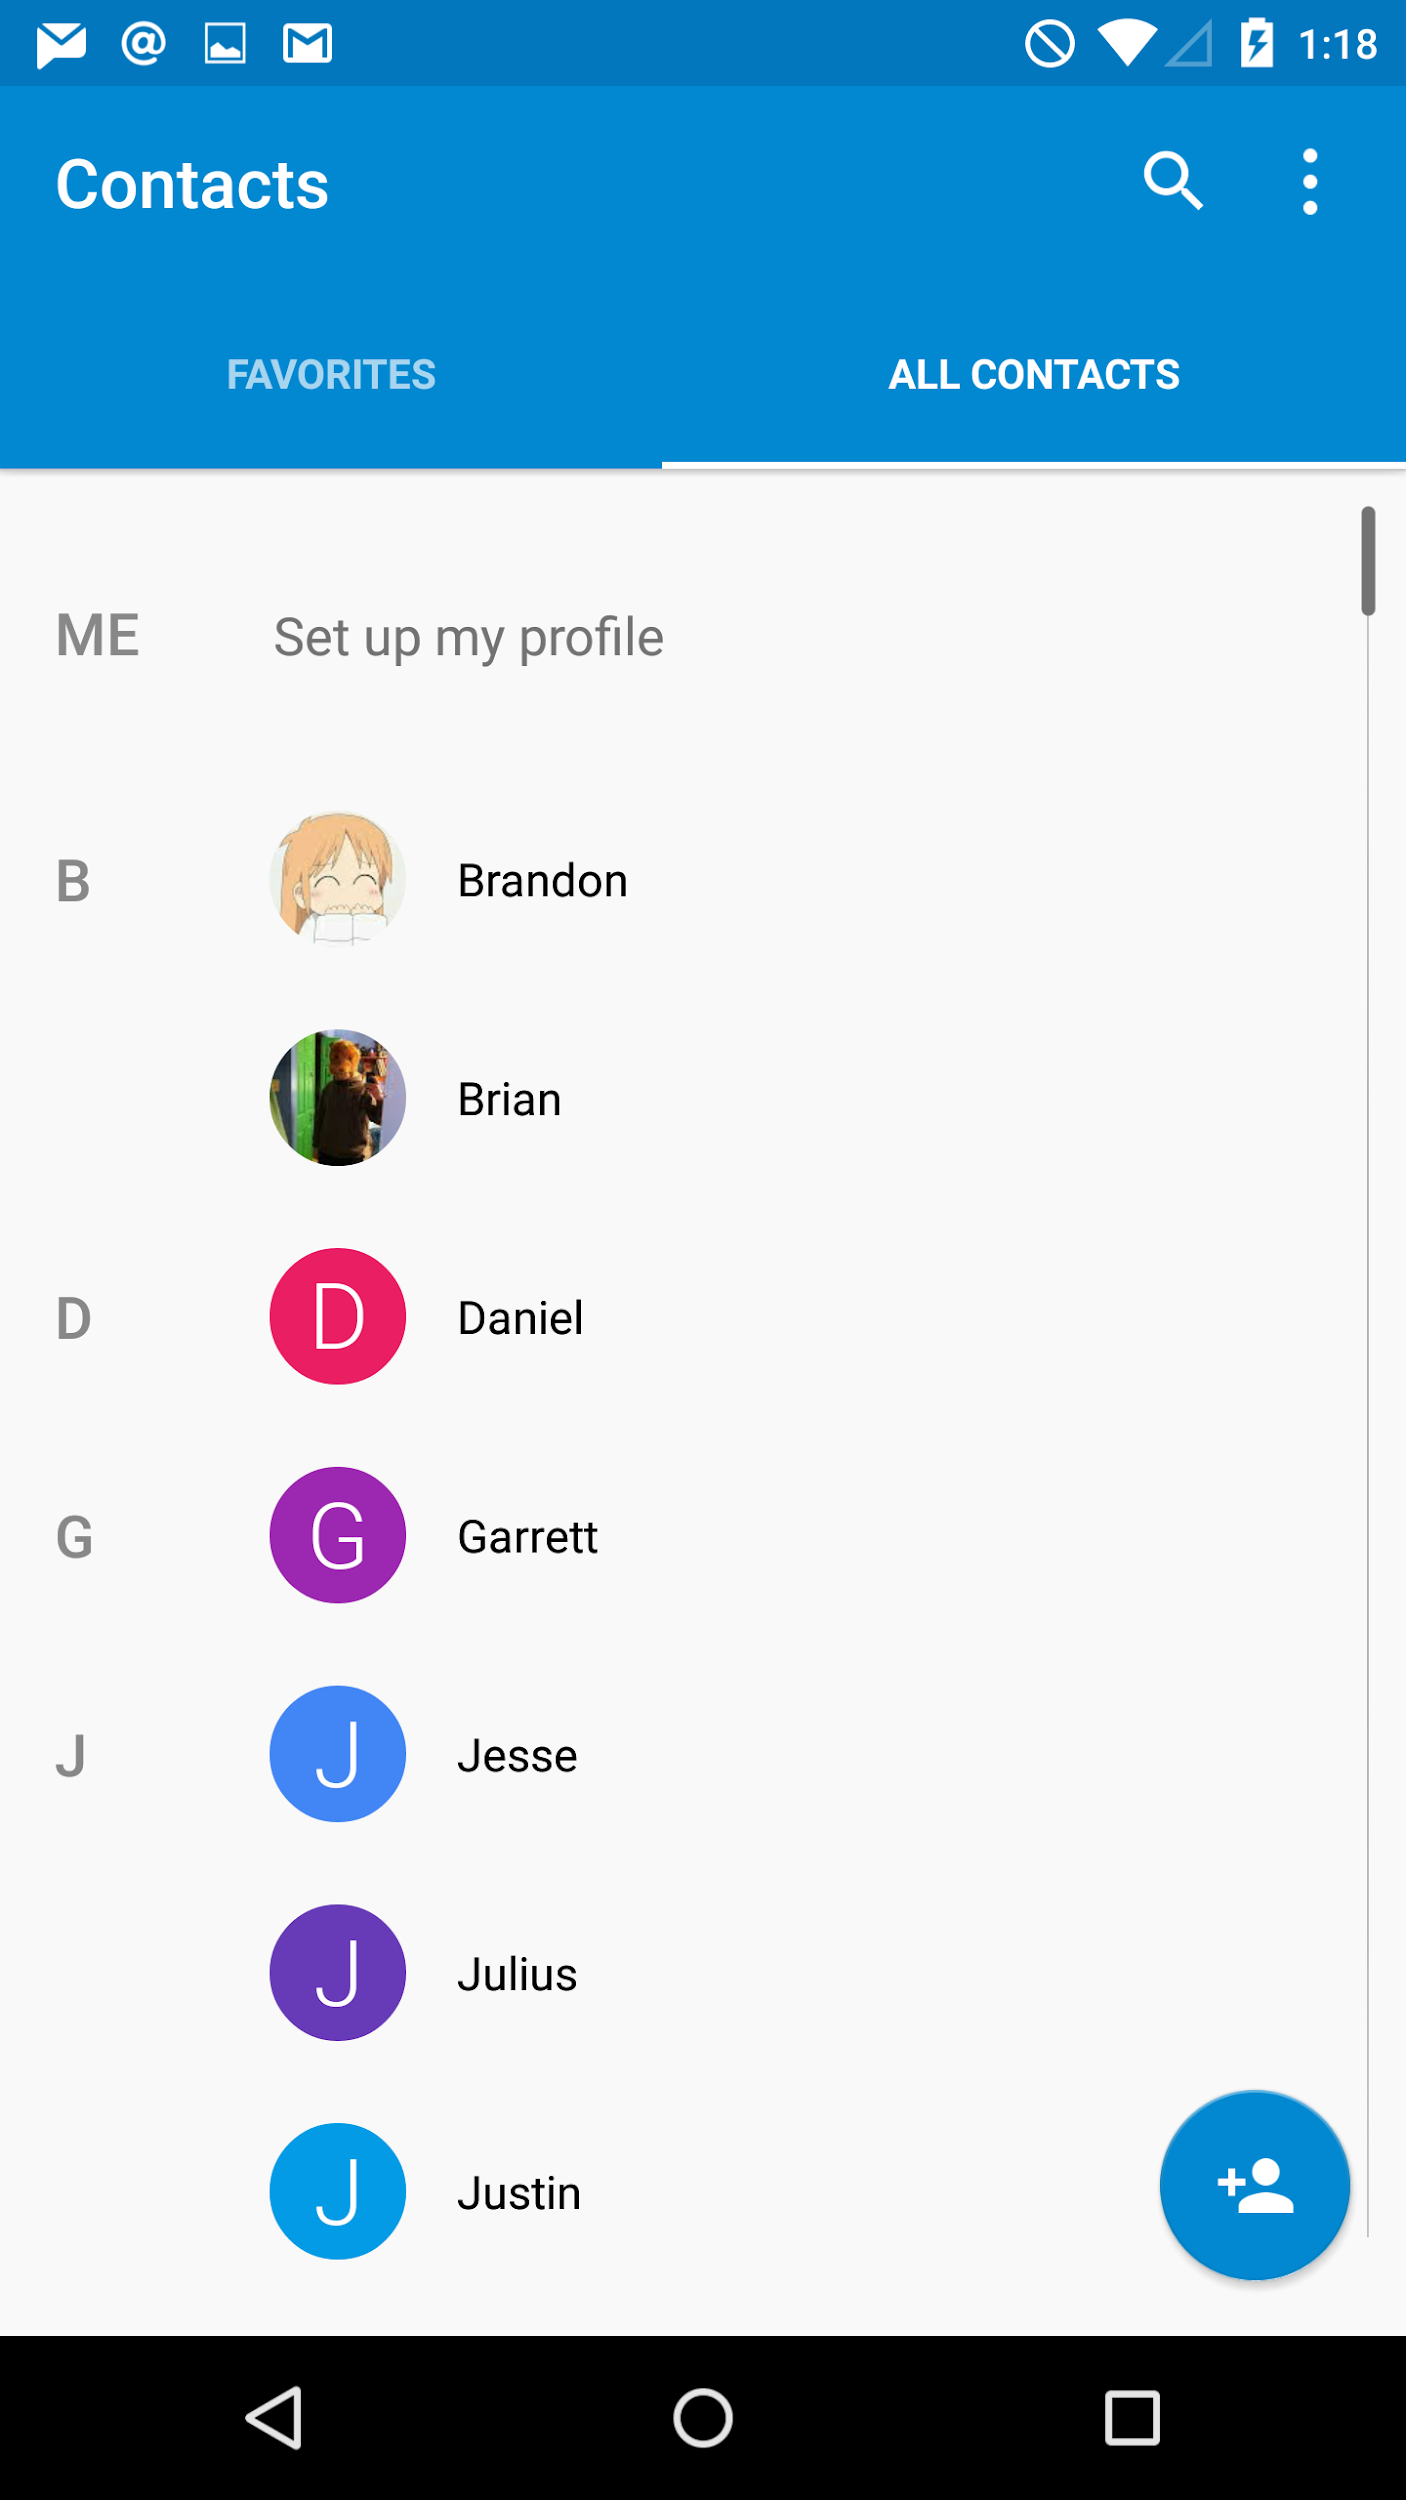 1:18
Contacts
FAVORITES
ALL CONTACTS
ME
Set up my profile
B
Brandon
Brian
D
D
Daniel
G
G
Garrett
J
J
Jesse
J
Julius
J
Justin